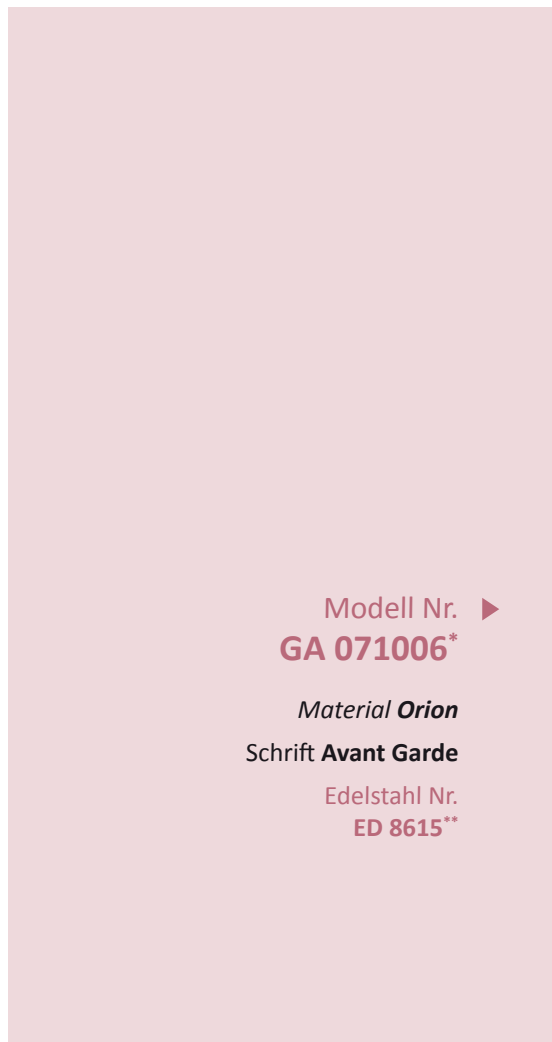 Modell Nr. ▶
GA 071006*
Material Orion
Schrift Avant Garde
Edelstahl Nr.
ED 8615**